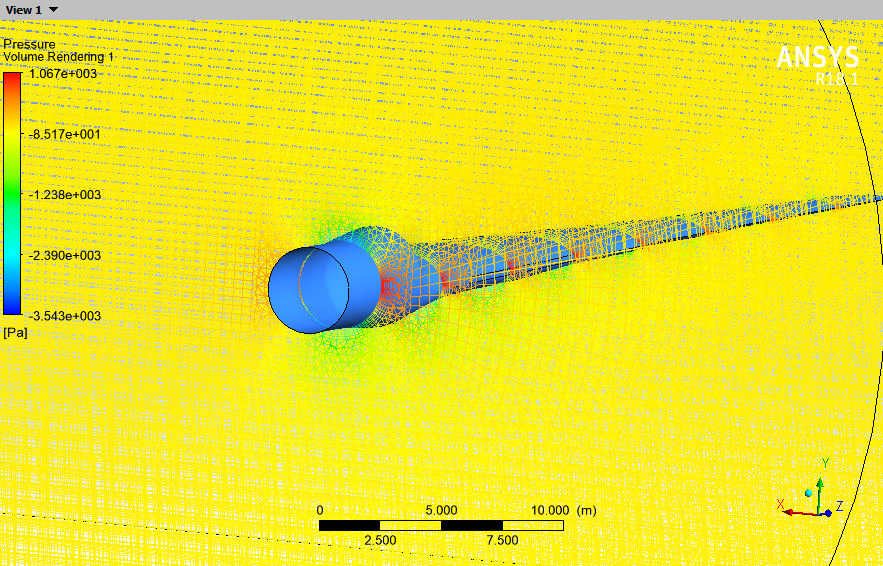 View 1
Pressure
Volume Rendering 1
1.067e+003
-8.517e+001
-1.238e+003
-2.390e+003
-3.543e+003
[Pa]
ANSYS
R18.1
0 5.000 10.000 (m)
2.500 7.500
Y
X Z